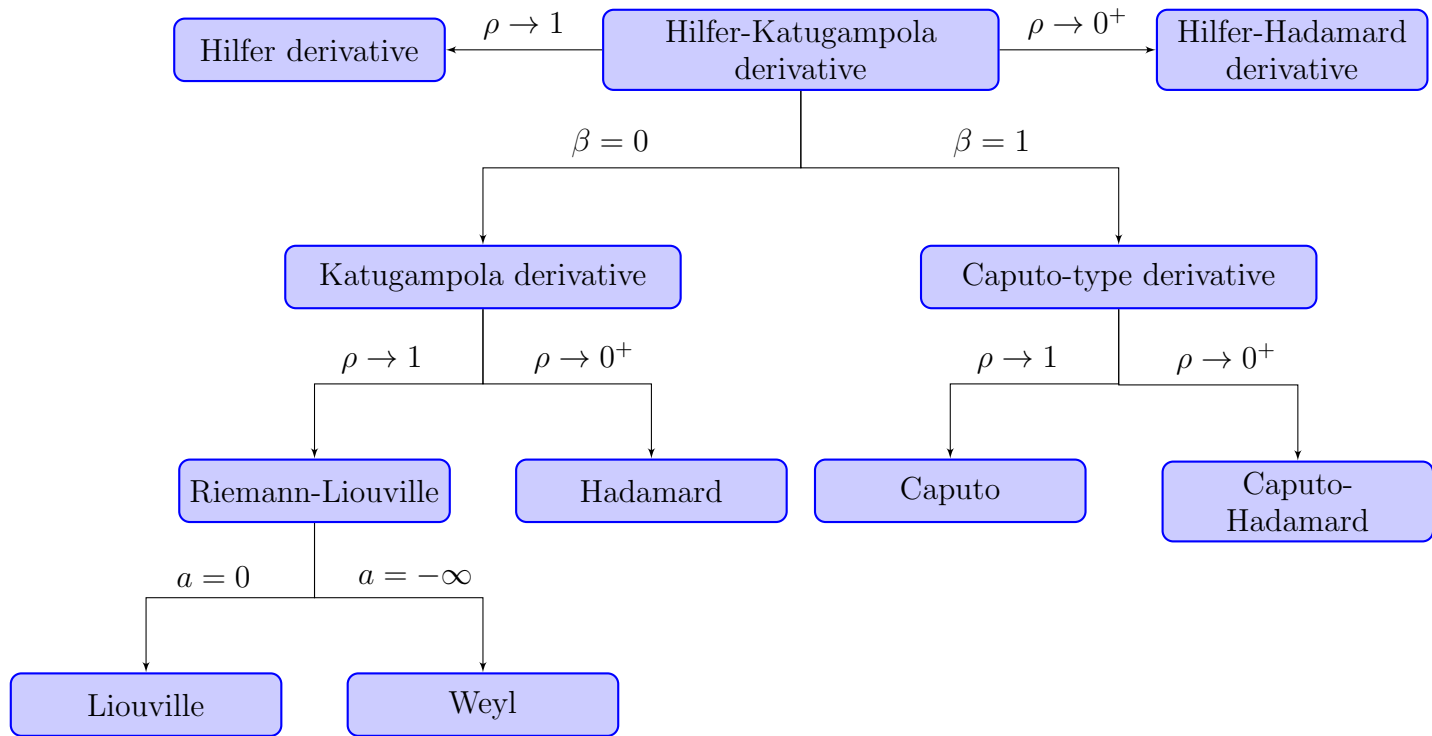 Hilfer derivative
ρ → 1
Hilfer-Katugampola
derivative
ρ → 0⁺
Hilfer-Hadamard
derivative
β = 0
β = 1
Katugampola derivative
Caputo-type derivative
ρ → 1
ρ → 0⁺
ρ → 1
ρ → 0⁺
Riemann-Liouville
Hadamard
Caputo
Caputo-
Hadamard
a = 0
a = −∞
Liouville
Weyl